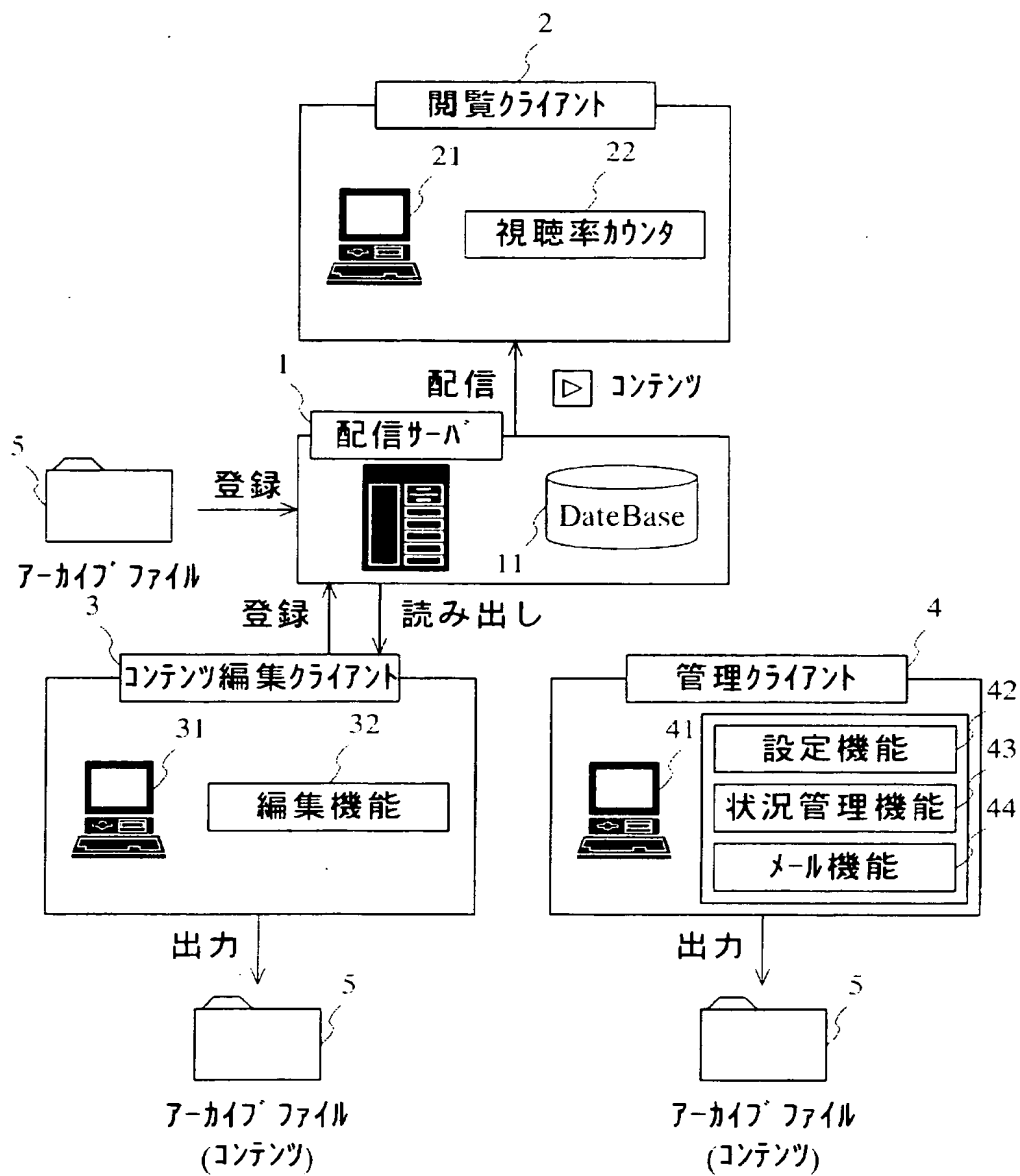 2
閲覧クライアント
21
22
視聴率カウンタ
配信
コンテンツ
1
配信サーバ
5
登録
DateBase
11
アーカイブファイル
登録
読み出し
3
コンテンツ編集クライアント
4
管理クライアント
31
32
編集機能
41
42
設定機能
43
状況管理機能
44
メール機能
出力
出力
5
5
アーカイブファイル
(コンテンツ)
アーカイブファイル
(コンテンツ)